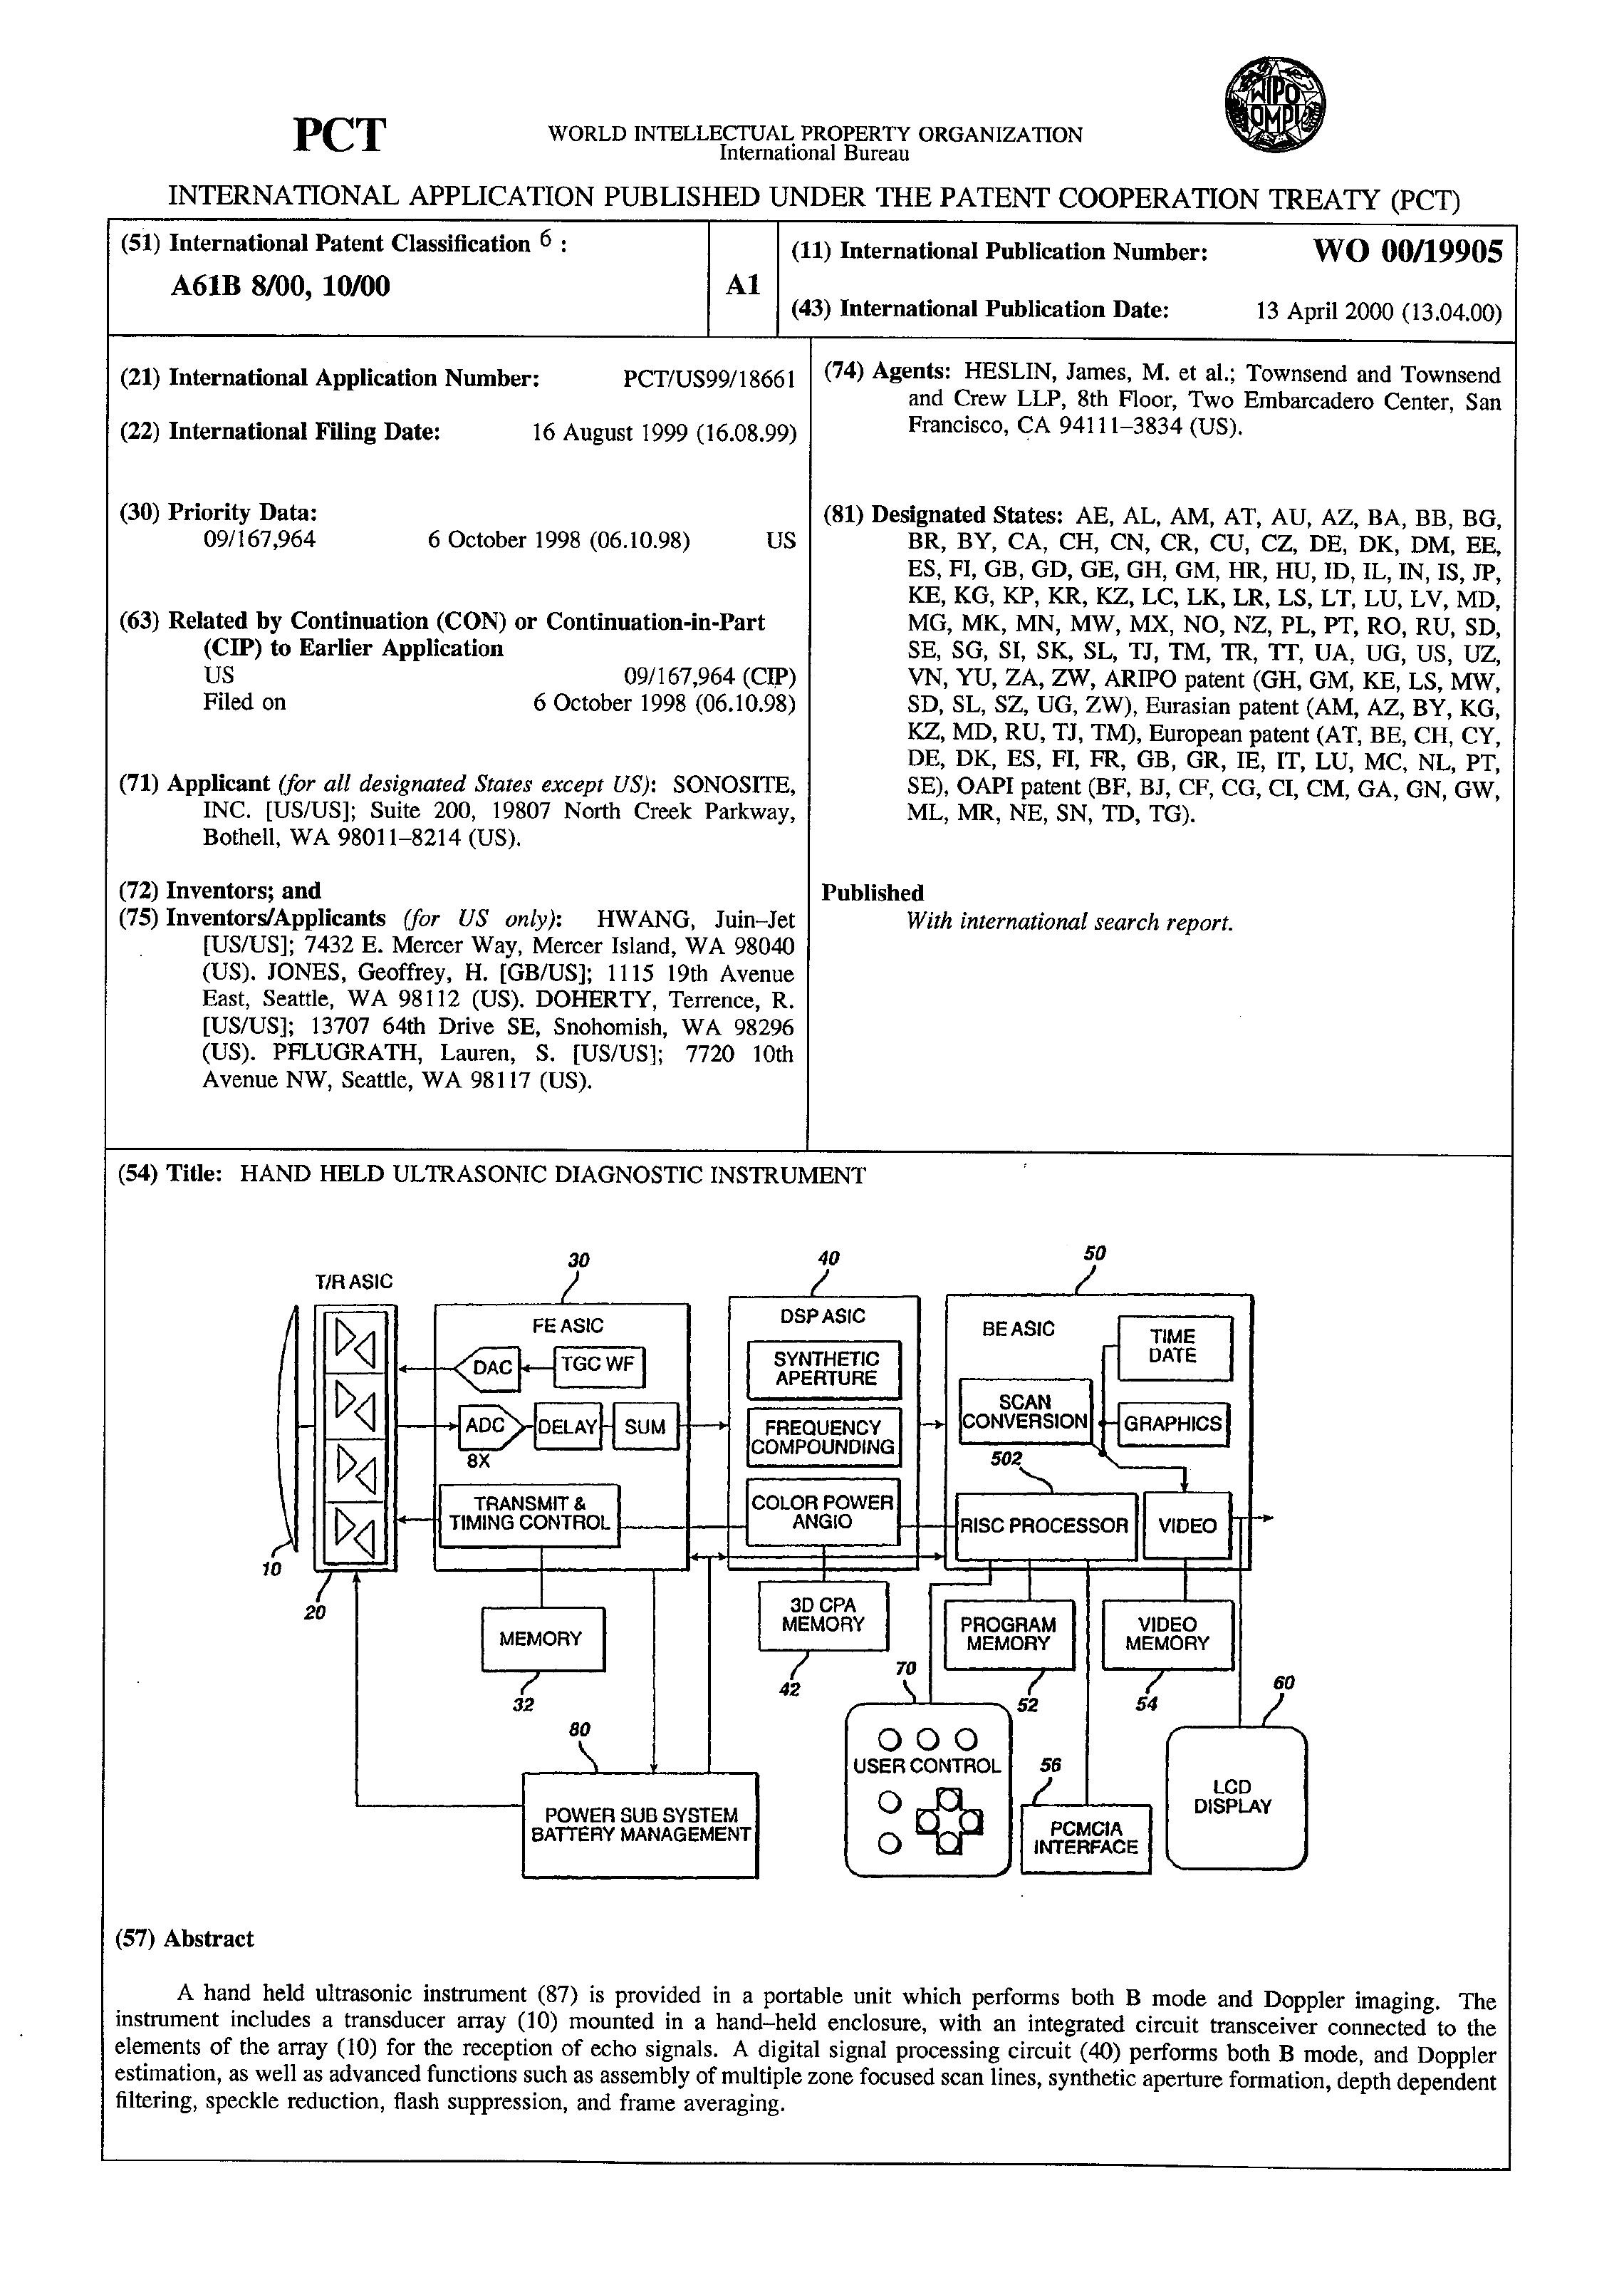 WIPO
OMPI
PCT
WORLD INTELLECTUAL PROPERTY ORGANIZATION
International Bureau
INTERNATIONAL APPLICATION PUBLISHED UNDER THE PATENT COOPERATION TREATY (PCT)
(51) International Patent Classification 6 :
A61B 8/00, 10/00
A1
(11) International Publication Number: WO 00/19905
(43) International Publication Date: 13 April 2000 (13.04.00)
(21) International Application Number: PCT/US99/18661
(22) International Filing Date: 16 August 1999 (16.08.99)
(30) Priority Data:
09/167,964 6 October 1998 (06.10.98) US
(63) Related by Continuation (CON) or Continuation-in-Part
(CIP) to Earlier Application
US 09/167,964 (CIP)
Filed on 6 October 1998 (06.10.98)
(71) Applicant (for all designated States except US): SONOSITE,
INC. [US/US]; Suite 200, 19807 North Creek Parkway,
Bothell, WA 98011–8214 (US).
(72) Inventors; and
(75) Inventors/Applicants (for US only): HWANG, Juin–Jet
[US/US]; 7432 E. Mercer Way, Mercer Island, WA 98040
(US). JONES, Geoffrey, H. [GB/US]; 1115 19th Avenue
East, Seattle, WA 98112 (US). DOHERTY, Terrence, R.
[US/US]; 13707 64th Drive SE, Snohomish, WA 98296
(US). PFLUGRATH, Lauren, S. [US/US]; 7720 10th
Avenue NW, Seattle, WA 98117 (US).
(74) Agents: HESLIN, James, M. et al.; Townsend and Townsend
and Crew LLP, 8th Floor, Two Embarcadero Center, San
Francisco, CA 94111–3834 (US).
(81) Designated States: AE, AL, AM, AT, AU, AZ, BA, BB, BG,
BR, BY, CA, CH, CN, CR, CU, CZ, DE, DK, DM, EE,
ES, FI, GB, GD, GE, GH, GM, HR, HU, ID, IL, IN, IS, JP,
KE, KG, KP, KR, KZ, LC, LK, LR, LS, LT, LU, LV, MD,
MG, MK, MN, MW, MX, NO, NZ, PL, PT, RO, RU, SD,
SE, SG, SI, SK, SL, TJ, TM, TR, TT, UA, UG, US, UZ,
VN, YU, ZA, ZW, ARIPO patent (GH, GM, KE, LS, MW,
SD, SL, SZ, UG, ZW), Eurasian patent (AM, AZ, BY, KG,
KZ, MD, RU, TJ, TM), European patent (AT, BE, CH, CY,
DE, DK, ES, FI, FR, GB, GR, IE, IT, LU, MC, NL, PT,
SE), OAPI patent (BF, BJ, CF, CG, CI, CM, GA, GN, GW,
ML, MR, NE, SN, TD, TG).
Published
With international search report.
(54) Title: HAND HELD ULTRASONIC DIAGNOSTIC INSTRUMENT
30
40
50
T/R ASIC
FE ASIC
DSP ASIC
BE ASIC
TIME
DATE
DAC
TGC WF
SYNTHETIC
APERTURE
SCAN
CONVERSION
GRAPHICS
ADC
8X
DELAY
SUM
FREQUENCY
COMPOUNDING
502
TRANSMIT &
TIMING CONTROL
COLOR POWER
ANGIO
RISC PROCESSOR
VIDEO
10
20
MEMORY
32
3D CPA
MEMORY
42
PROGRAM
MEMORY
52
VIDEO
MEMORY
54
70
60
80
USER CONTROL
56
LCD
DISPLAY
POWER SUB SYSTEM
BATTERY MANAGEMENT
PCMCIA
INTERFACE
(57) Abstract
A hand held ultrasonic instrument (87) is provided in a portable unit which performs both B mode and Doppler imaging. The
instrument includes a transducer array (10) mounted in a hand–held enclosure, with an integrated circuit transceiver connected to the
elements of the array (10) for the reception of echo signals. A digital signal processing circuit (40) performs both B mode, and Doppler
estimation, as well as advanced functions such as assembly of multiple zone focused scan lines, synthetic aperture formation, depth dependent
filtering, speckle reduction, flash suppression, and frame averaging.